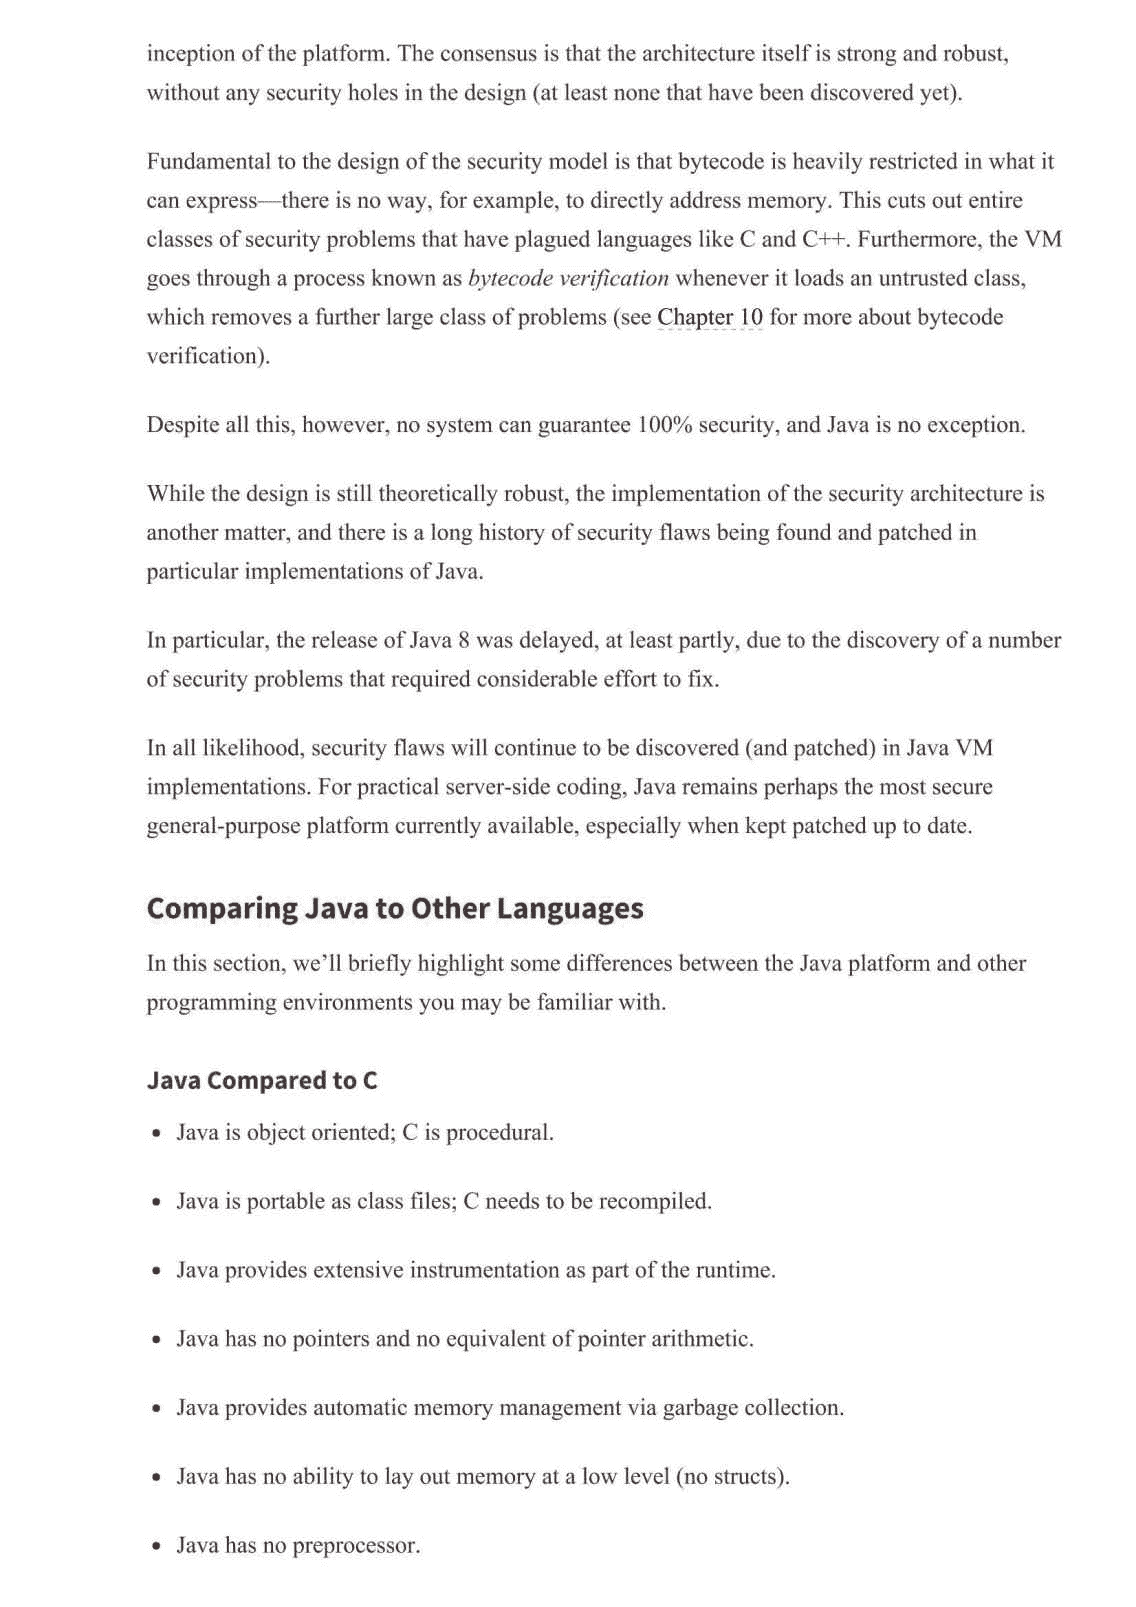 inception of the platform. The consensus is that the architecture itself is strong and robust,
without any security holes in the design (at least none that have been discovered yet).
Fundamental to the design of the security model is that bytecode is heavily restricted in what it
can express—there is no way, for example, to directly address memory. This cuts out entire
classes of security problems that have plagued languages like C and C++. Furthermore, the VM
goes through a process known as bytecode verification whenever it loads an untrusted class,
which removes a further large class of problems (see Chapter 10 for more about bytecode
verification).
Despite all this, however, no system can guarantee 100% security, and Java is no exception.
While the design is still theoretically robust, the implementation of the security architecture is
another matter, and there is a long history of security flaws being found and patched in
particular implementations of Java.
In particular, the release of Java 8 was delayed, at least partly, due to the discovery of a number
of security problems that required considerable effort to fix.
In all likelihood, security flaws will continue to be discovered (and patched) in Java VM
implementations. For practical server-side coding, Java remains perhaps the most secure
general-purpose platform currently available, especially when kept patched up to date.
Comparing Java to Other Languages
In this section, we’ll briefly highlight some differences between the Java platform and other
programming environments you may be familiar with.
Java Compared to C
• Java is object oriented; C is procedural.
• Java is portable as class files; C needs to be recompiled.
• Java provides extensive instrumentation as part of the runtime.
• Java has no pointers and no equivalent of pointer arithmetic.
• Java provides automatic memory management via garbage collection.
• Java has no ability to lay out memory at a low level (no structs).
• Java has no preprocessor.